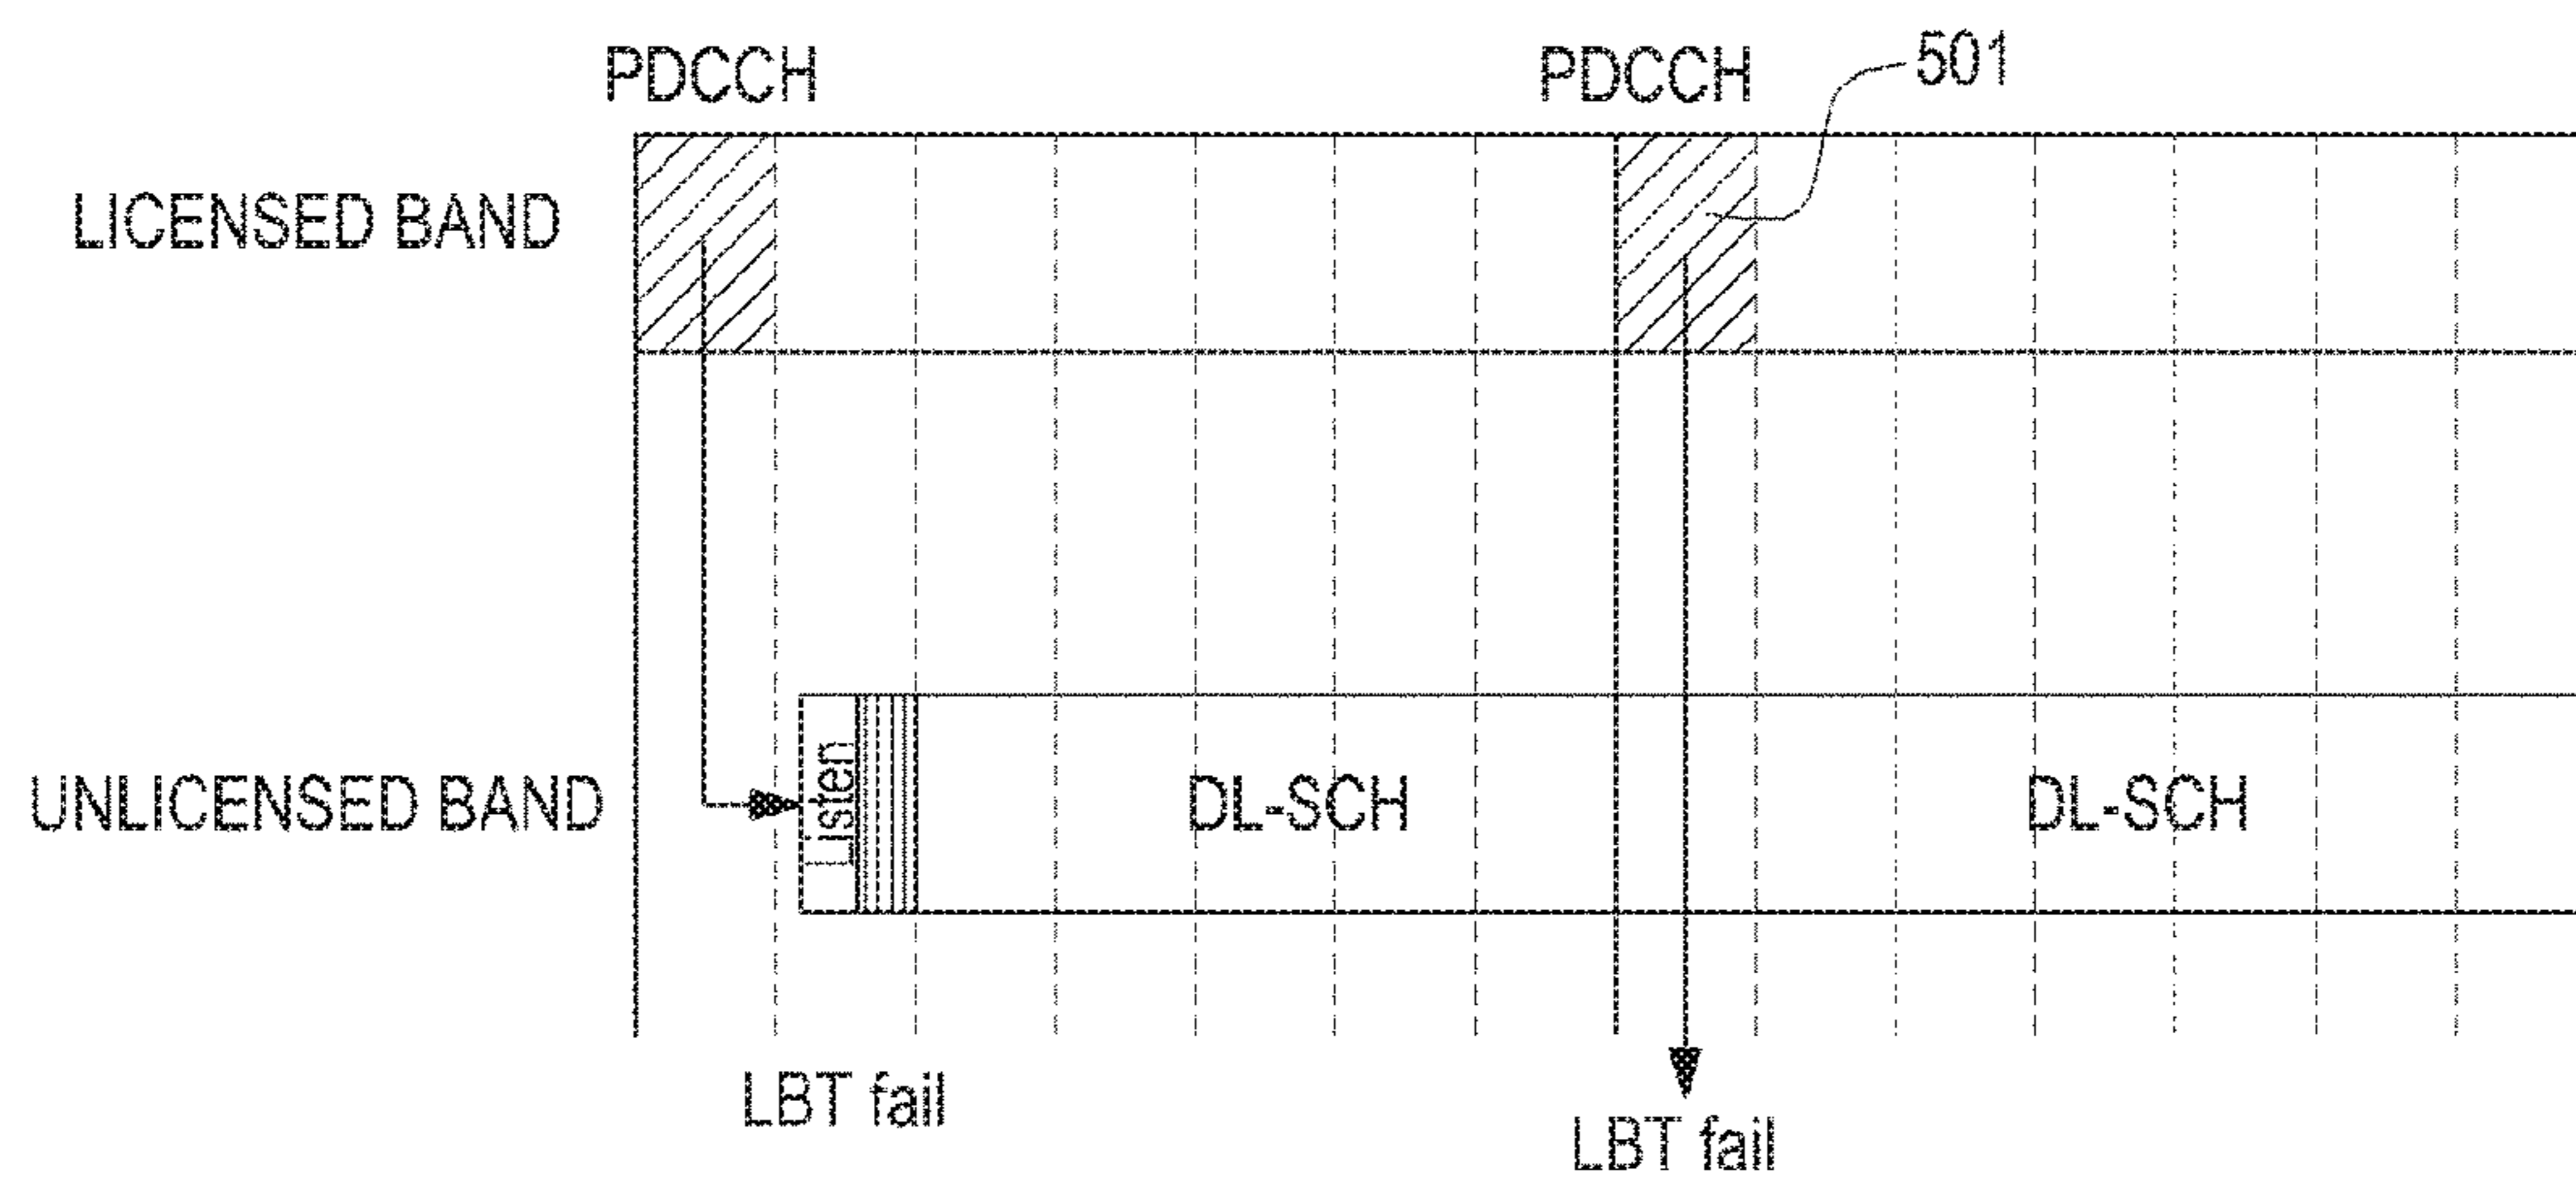 PDCCH
PDCCH
501
LICENSED BAND
UNLICENSED BAND
Listen
DL-SCH
DL-SCH
LBT fail
LBT fail